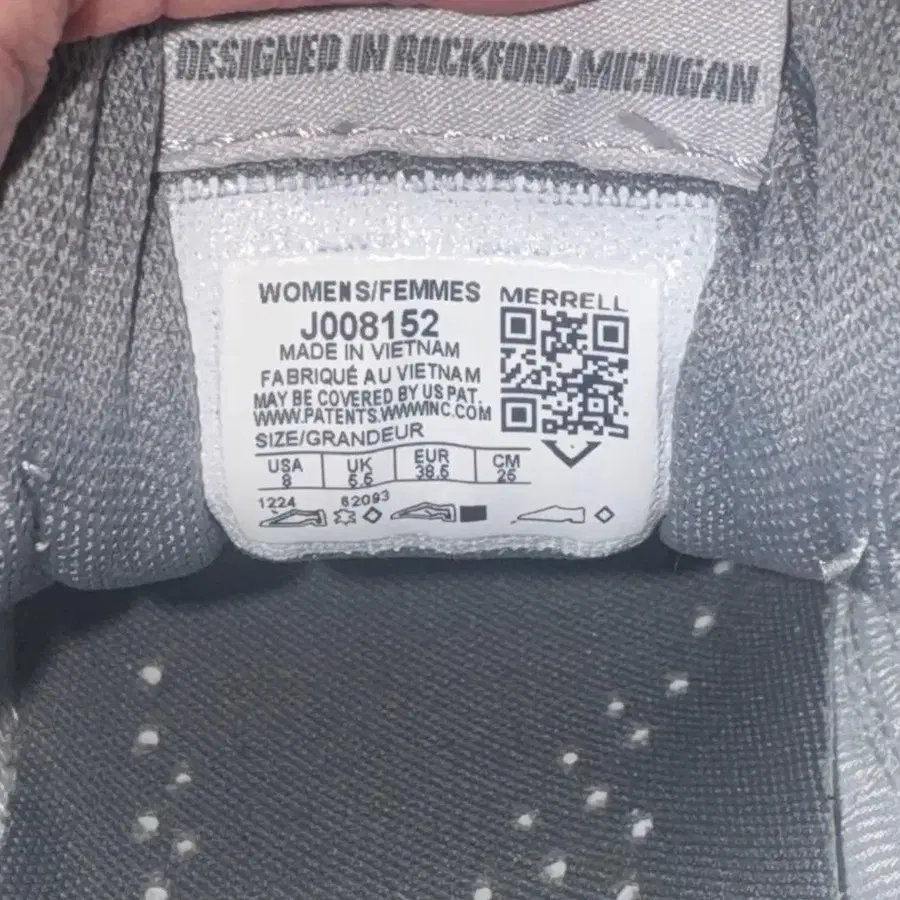 DESIGNED IN ROCKFORD, MICHIGAN
WOMENS/FEMMES
MERRELL
J008152
MADE IN VIETNAM
FABRIQUÉ AU VIETNAM
MAY BE COVERED BY US PAT.
WWW.PATENTS.WWWINC.COM
SIZE/GRANDEUR
USA UK EUR CM
8 5.5 38.5 25
1224 62093